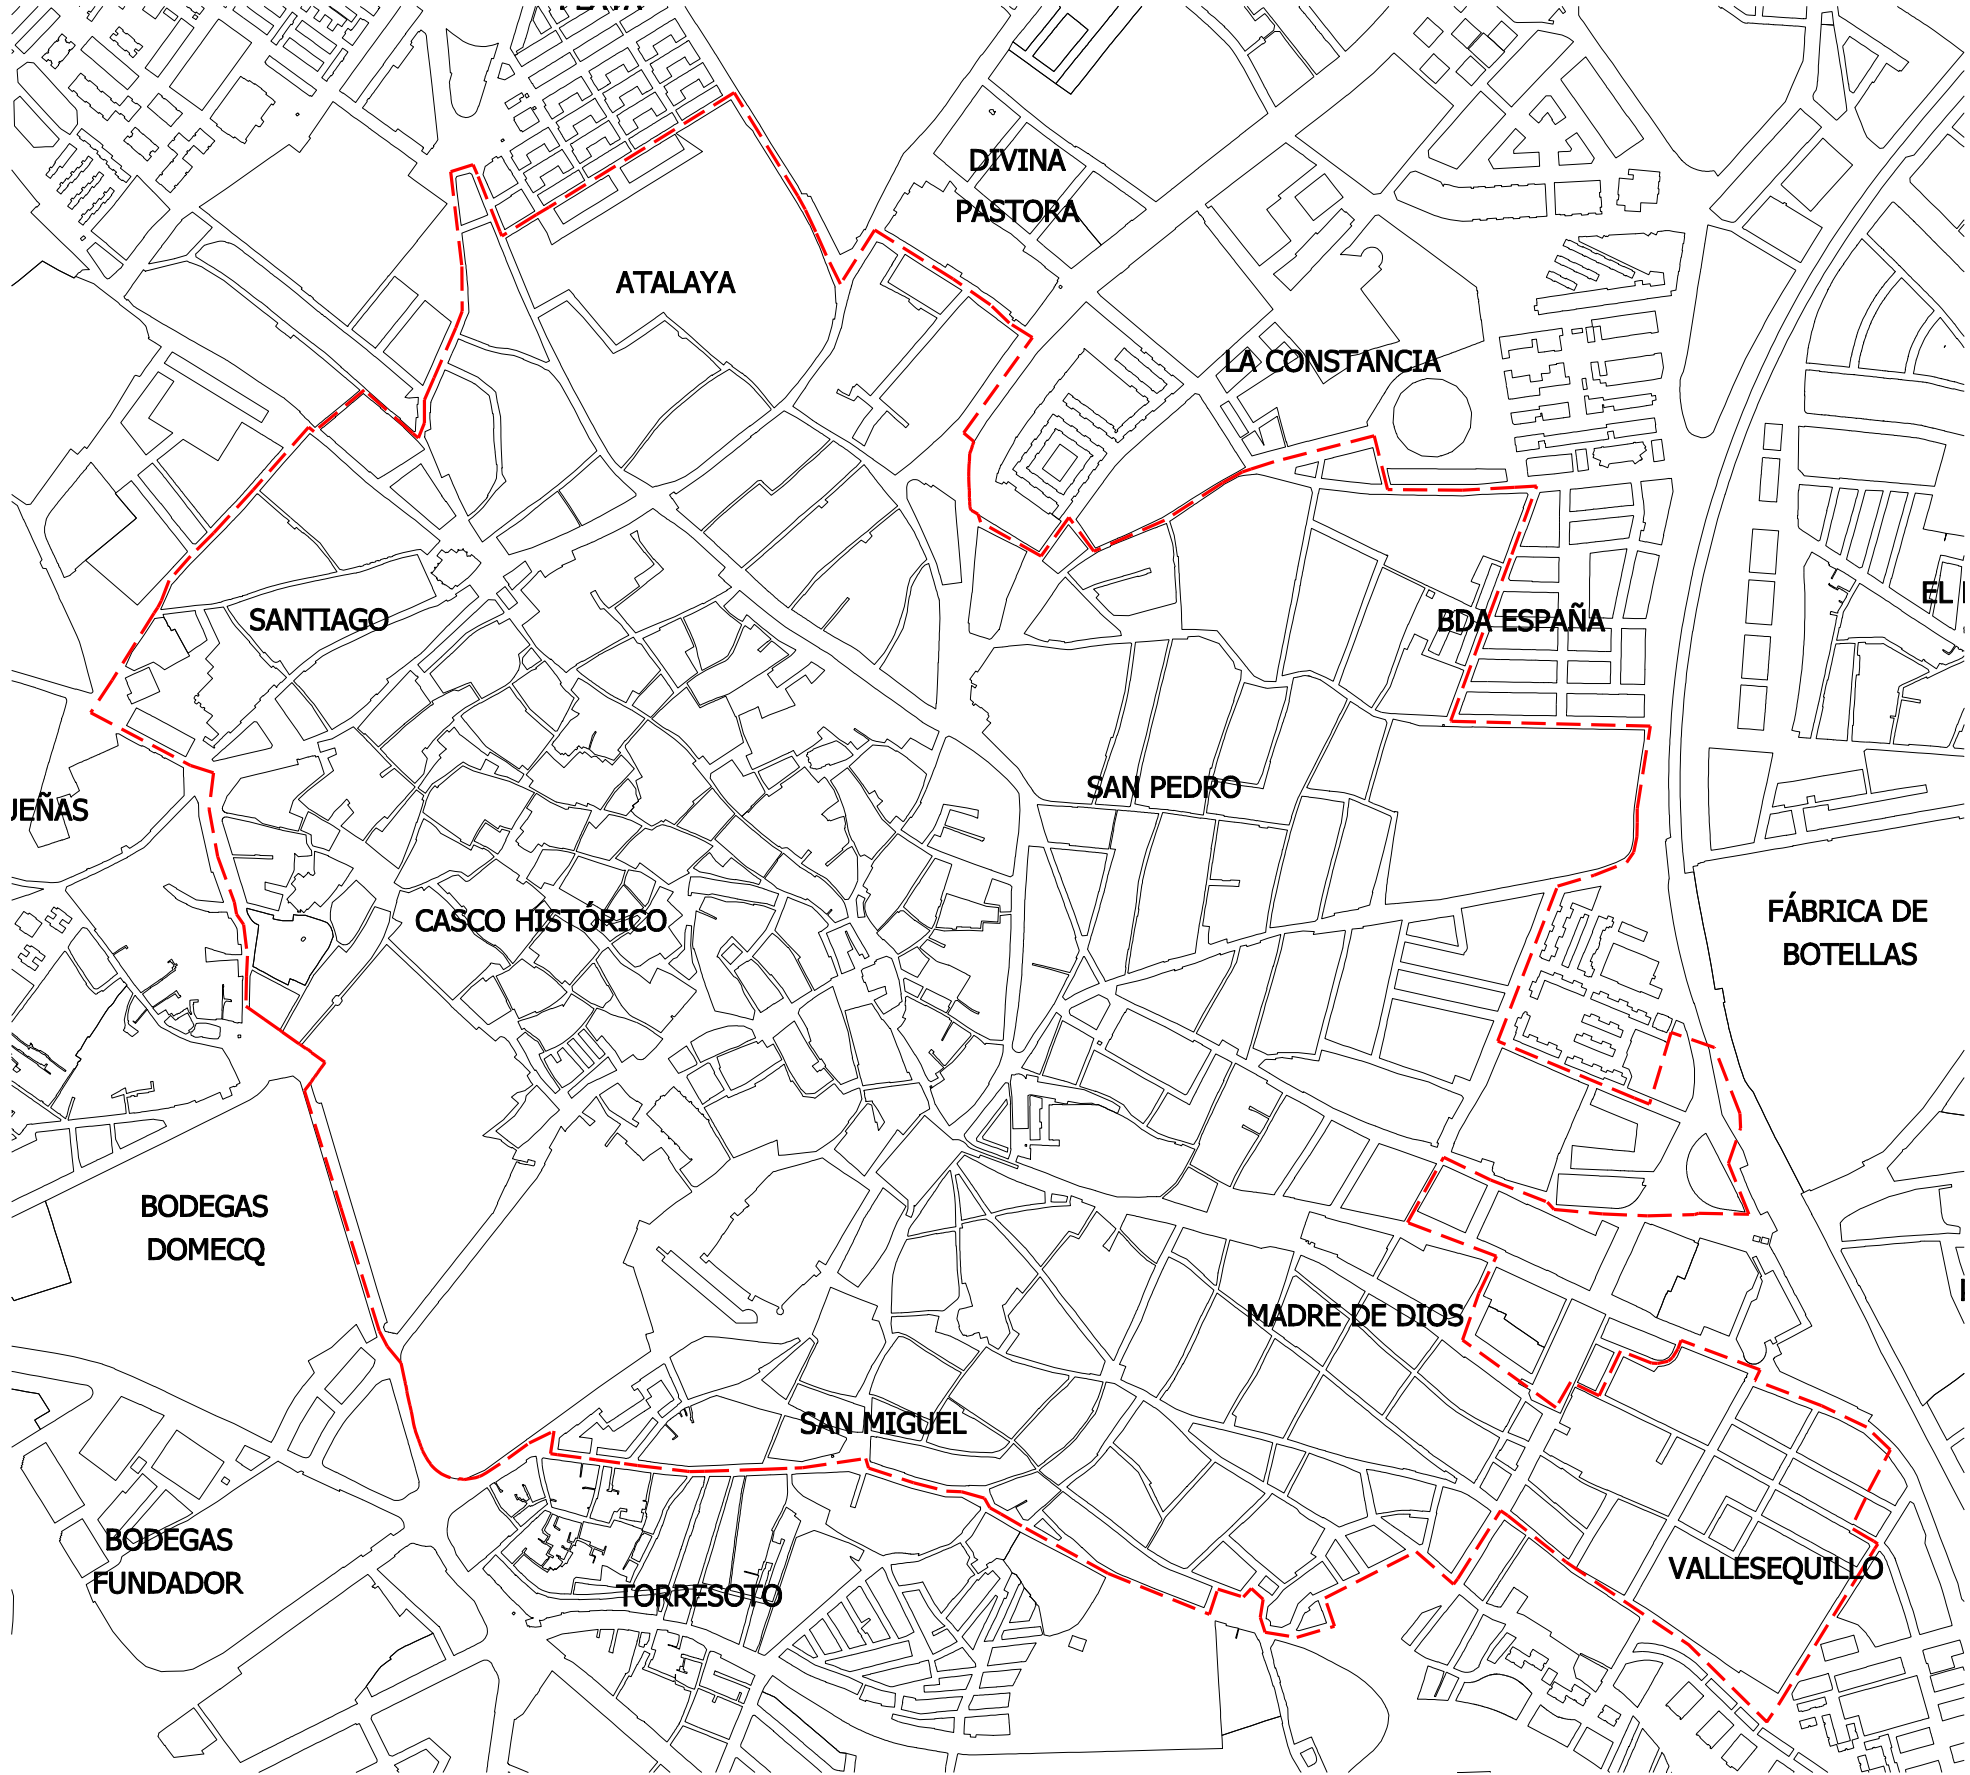 DIVINA
PASTORA
ATALAYA
LA CONSTANCIA
SANTIAGO
BDA ESPAÑA
SAN PEDRO
CASCO HISTÓRICO
FÁBRICA DE
BOTELLAS
BODEGAS
DOMECQ
MADRE DE DIOS
SAN MIGUEL
BODEGAS
FUNDADOR
TORRESOTO
VALLESEQUILLO